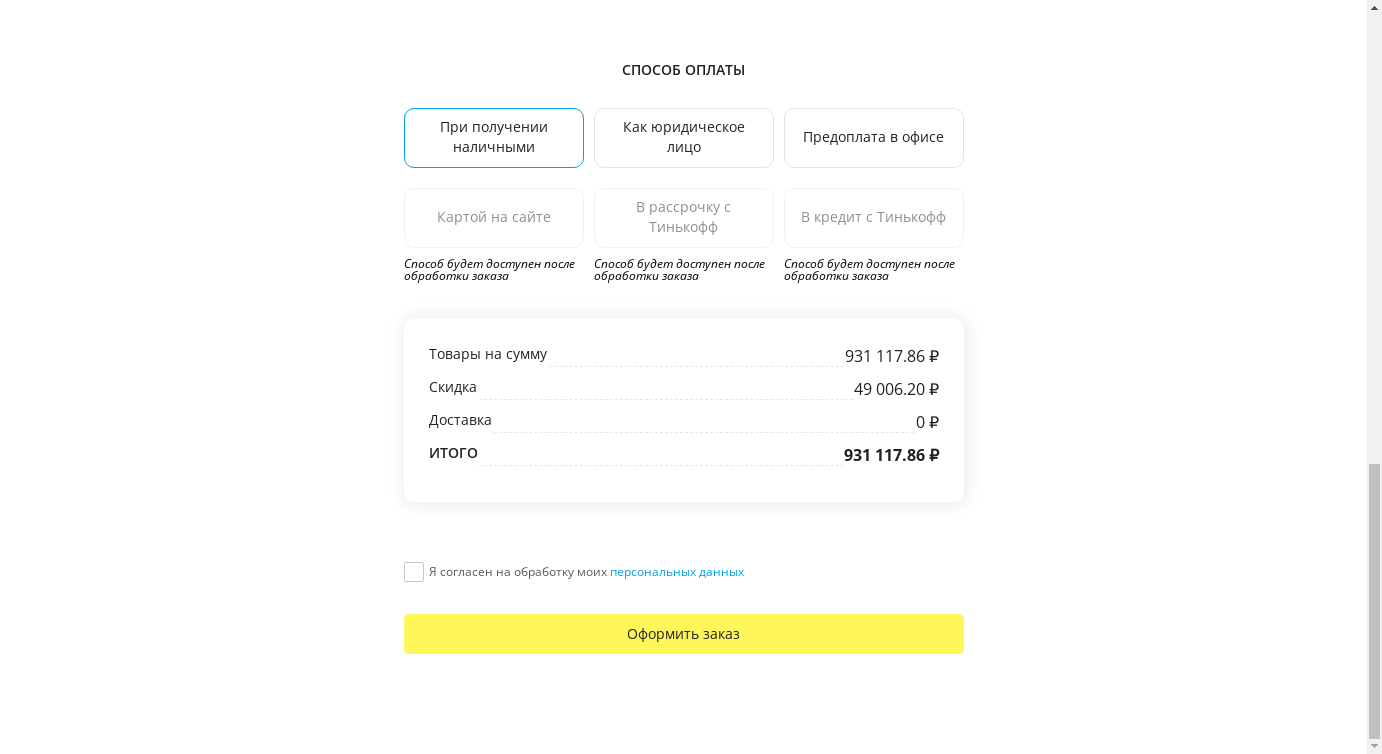 СПОСОБ ОПЛАТЫ
При получении
наличными
Как юридическое
лицо
Предоплата в офисе
Картой на сайте
В рассрочку с
Тинькофф
В кредит с Тинькофф
Способ будет доступен после
обработки заказа
Способ будет доступен после
обработки заказа
Способ будет доступен после
обработки заказа
Товары на сумму 931 117.86 ₽
Скидка 49 006.20 ₽
Доставка 0 ₽
ИТОГО 931 117.86 ₽
Я согласен на обработку моих персональных данных
Оформить заказ